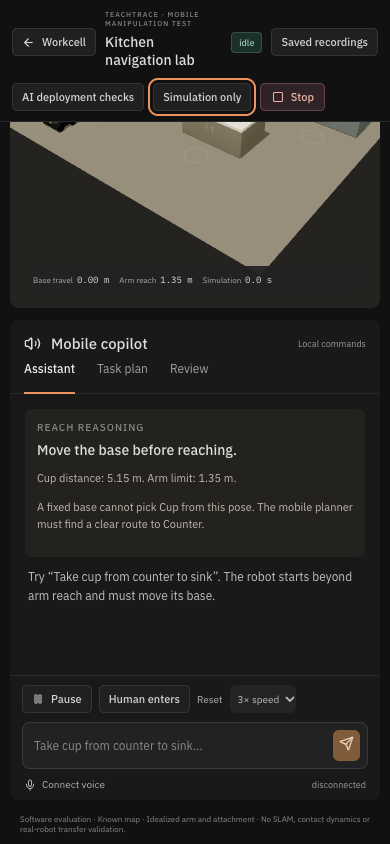 TEACHTRACE · MOBILE
MANIPULATION TEST
Workcell
Kitchen
navigation lab
idle
Saved recordings
AI deployment checks
Simulation only
Stop
Base travel 0.00 m Arm reach 1.35 m Simulation 0.0 s
Mobile copilot
Local commands
Assistant
Task plan
Review
REACH REASONING
Move the base before reaching.
Cup distance: 5.15 m. Arm limit: 1.35 m.
A fixed base cannot pick Cup from this pose. The mobile planner
must find a clear route to Counter.
Try “Take cup from counter to sink”. The robot starts beyond
arm reach and must move its base.
Pause
Human enters
Reset
3× speed
Take cup from counter to sink...
Connect voice
disconnected
Software evaluation · Known map · Idealized arm and attachment · No SLAM, contact dynamics or
real-robot transfer validation.